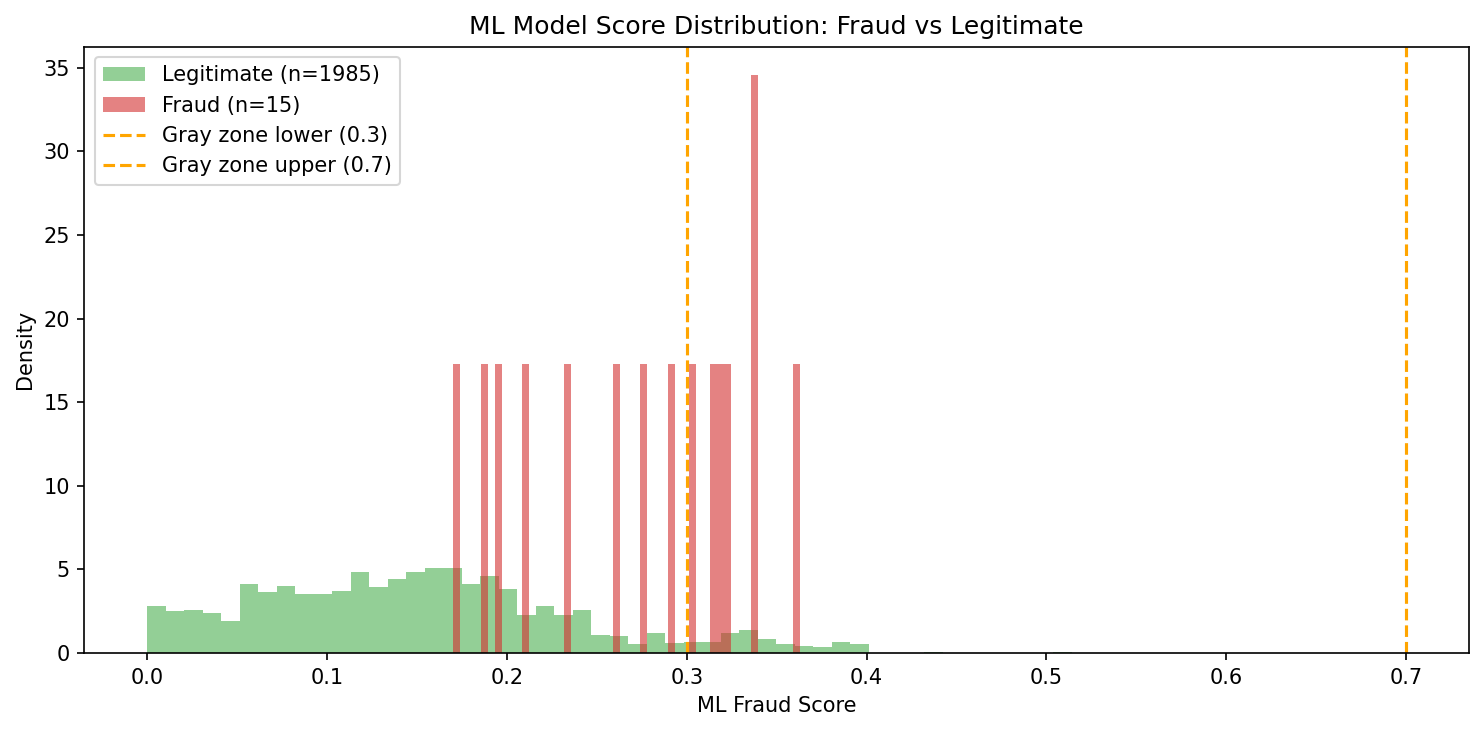 ML Model Score Distribution: Fraud vs Legitimate
Legitimate (n=1985)
Fraud (n=15)
Gray zone lower (0.3)
Gray zone upper (0.7)
Density
35
30
25
20
15
10
5
0
0.0 0.1 0.2 0.3 0.4 0.5 0.6 0.7
ML Fraud Score